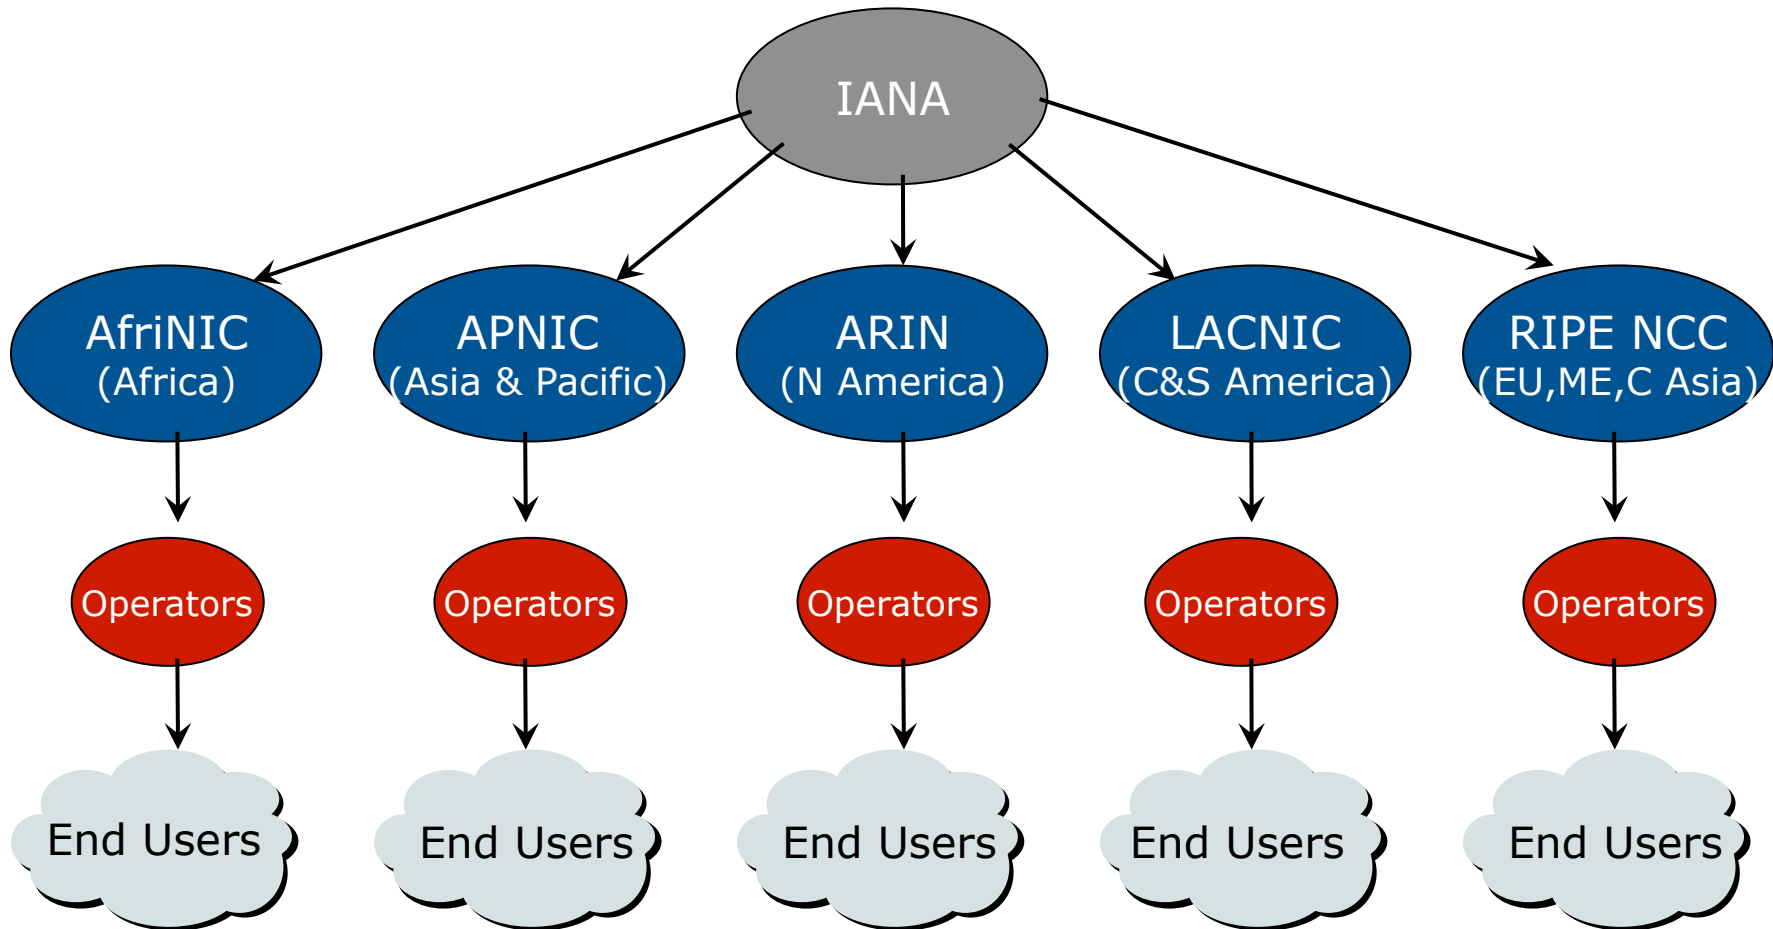 IANA
AfriNIC
(Africa)
APNIC
(Asia & Pacific)
ARIN
(N America)
LACNIC
(C&S America)
RIPE NCC
(EU,ME,C Asia)
Operators
Operators
Operators
Operators
Operators
End Users
End Users
End Users
End Users
End Users